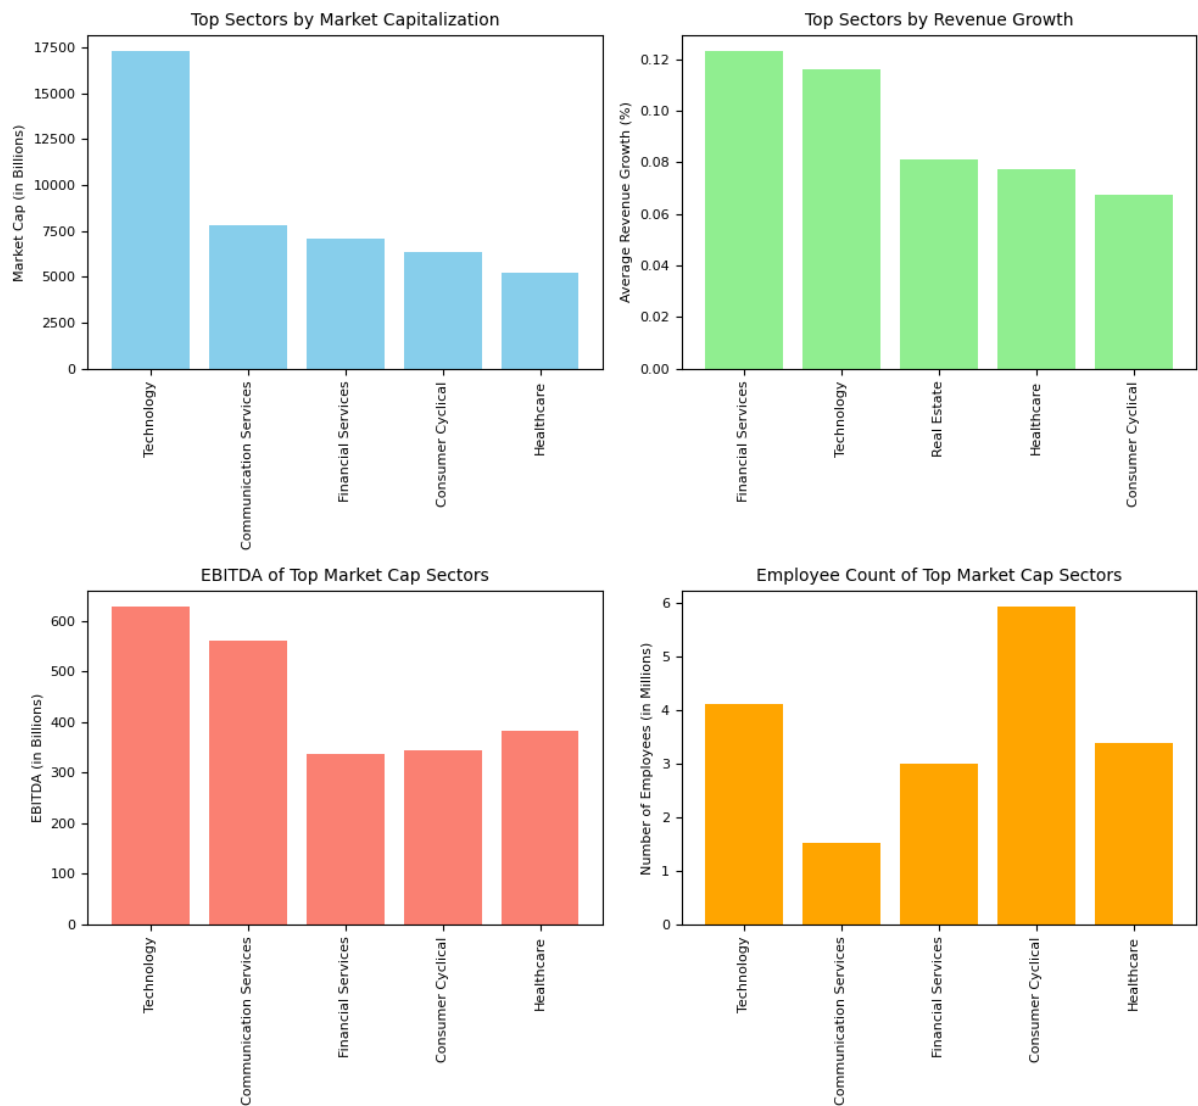 Top Sectors by Market Capitalization
Market Cap (in Billions)
17500
15000
12500
10000
7500
5000
2500
0
Technology
Communication Services
Financial Services
Consumer Cyclical
Healthcare
Top Sectors by Revenue Growth
Average Revenue Growth (%)
0.12
0.10
0.08
0.06
0.04
0.02
0.00
Financial Services
Technology
Real Estate
Healthcare
Consumer Cyclical
EBITDA of Top Market Cap Sectors
EBITDA (in Billions)
600
500
400
300
200
100
0
Technology
Communication Services
Financial Services
Consumer Cyclical
Healthcare
Employee Count of Top Market Cap Sectors
Number of Employees (in Millions)
6
5
4
3
2
1
0
Technology
Communication Services
Financial Services
Consumer Cyclical
Healthcare